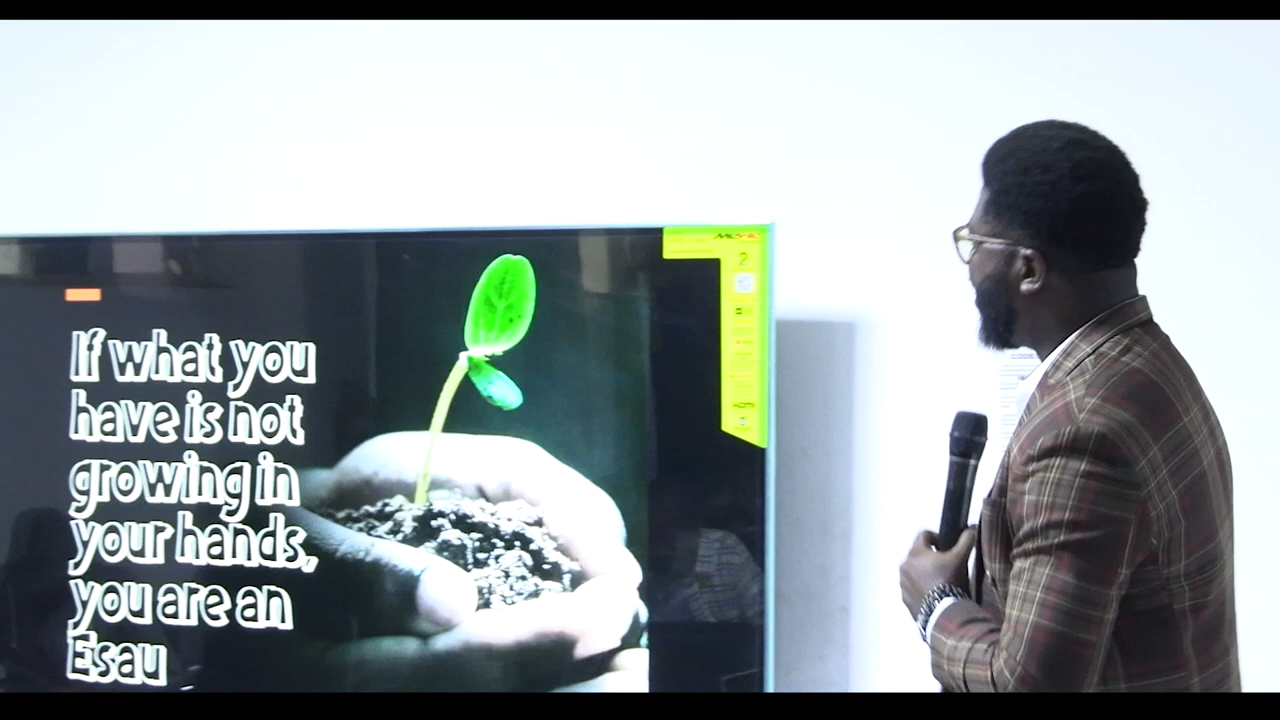 If what you
have is not
growing in
your hands,
you are an
Esau